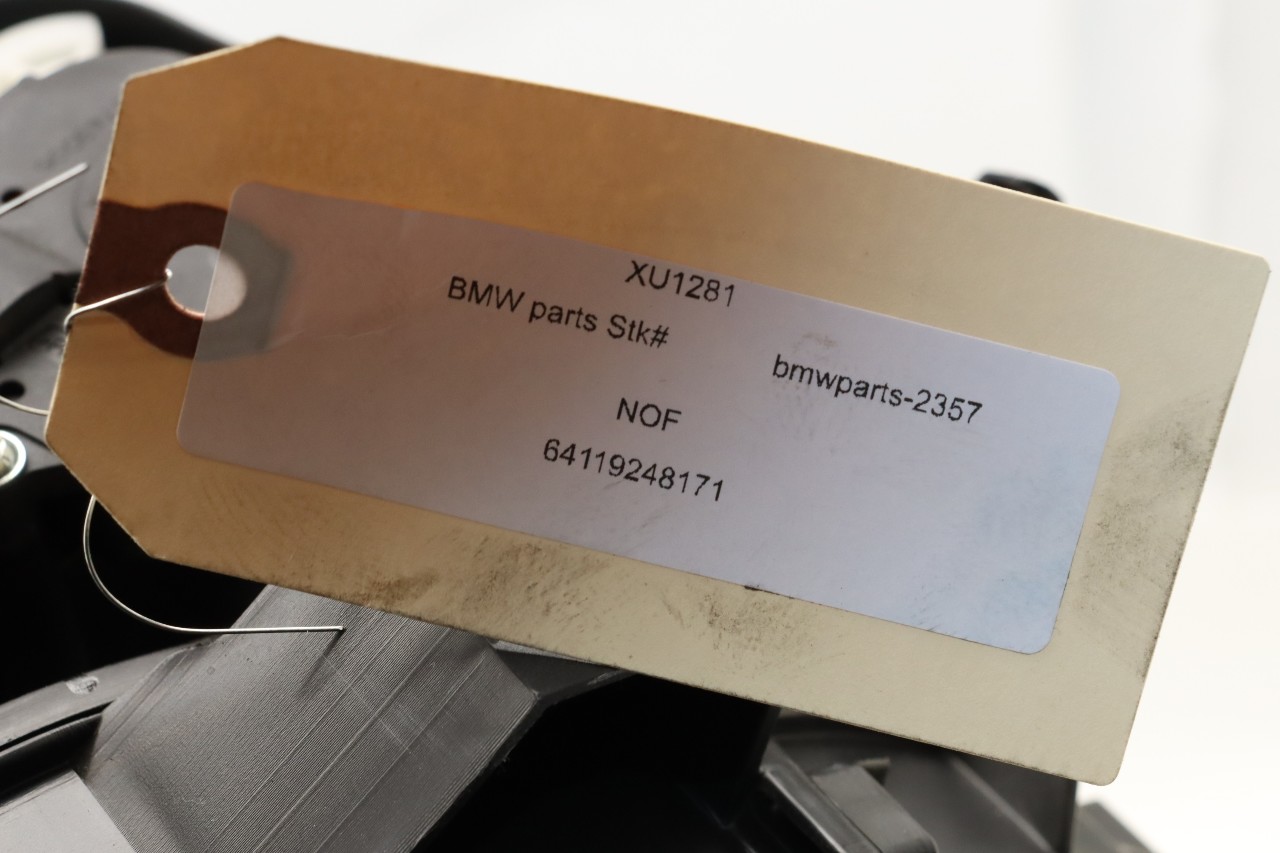 XU1281
BMW parts Stk#
bmwparts-2357
NOF
64119248171